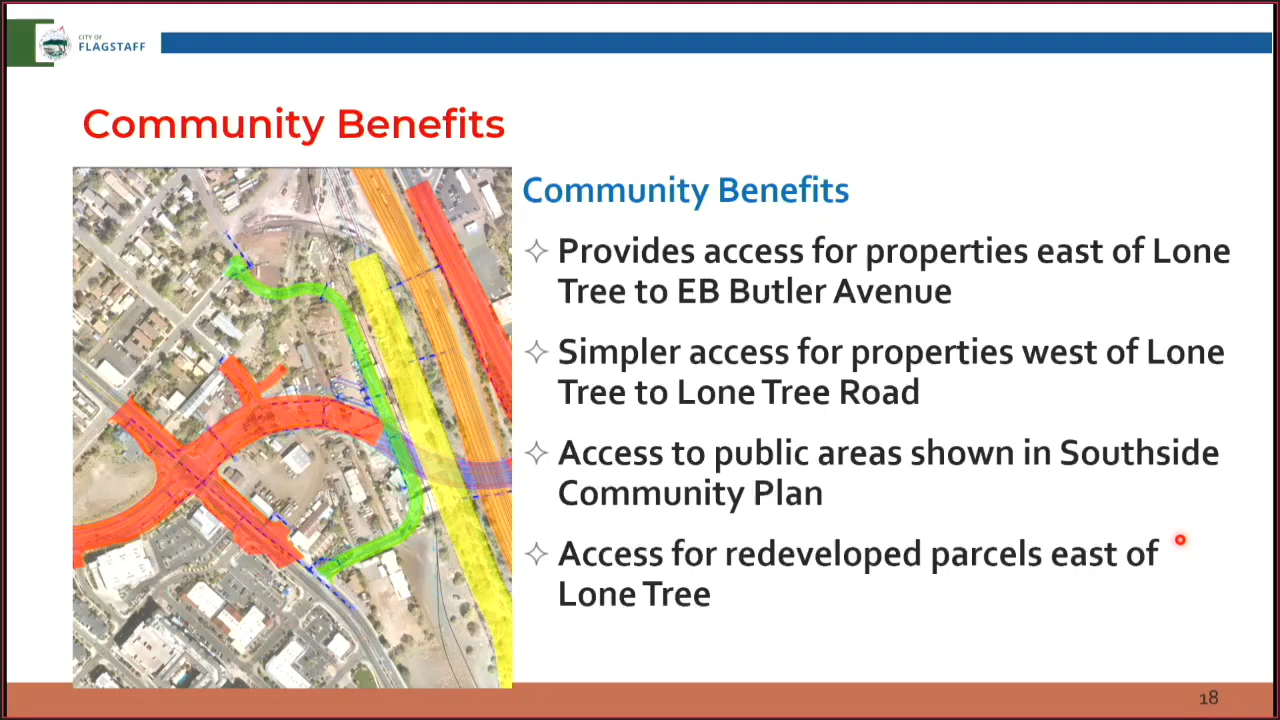 CITY OF
FLAGSTAFF
Community Benefits
Community Benefits
Provides access for properties east of Lone
Tree to EB Butler Avenue
Simpler access for properties west of Lone
Tree to Lone Tree Road
Access to public areas shown in Southside
Community Plan
Access for redeveloped parcels east of
Lone Tree
18